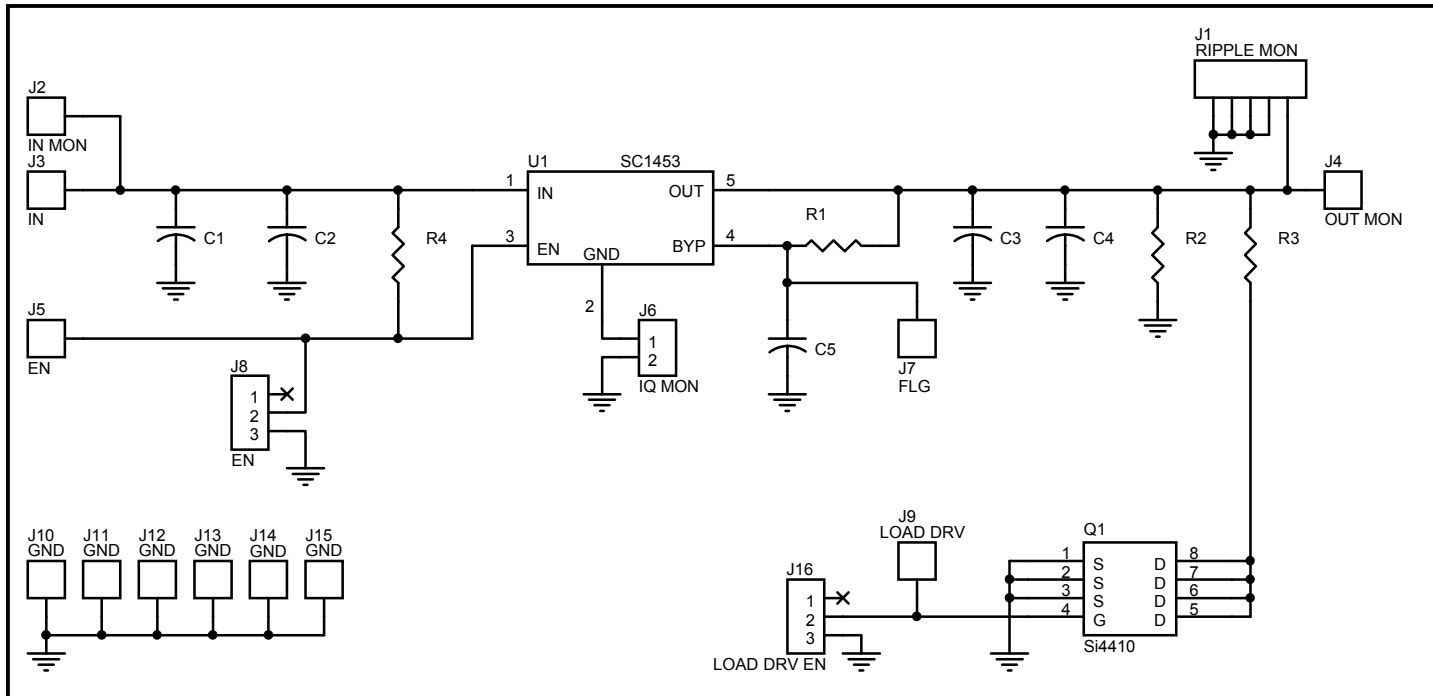 J1
RIPPLE MON
J2
IN MON
J3
IN
U1 SC1453
1 IN OUT 5
3 EN GND BYP 4
2
C1 C2 R4
R1
C3 C4 R2 R3
J4
OUT MON
J5
EN
J6
1
2
IQ MON
C5
J7
FLG
J8
1
2
3
EN
J10
GND
J11
GND
J12
GND
J13
GND
J14
GND
J15
GND
J9
LOAD DRV
J16
1
2
3
LOAD DRV EN
Q1
1 S D 8
2 S D 7
3 S D 6
4 G D 5
Si4410